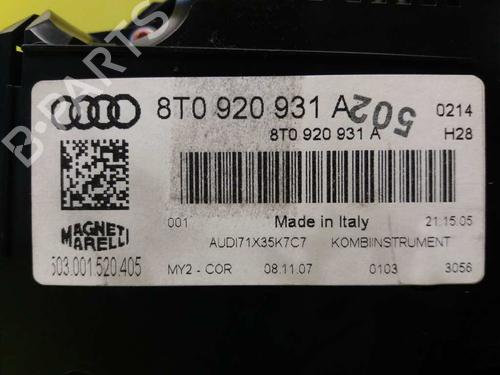 8T0 920 931 A
502
0214
8T0 920 931 A
H28
001
Made in Italy
21.15.05
MAGNETI
MARELLI
AUDI71X35K7C7
KOMBIINSTRUMENT
503.001.520.405
MY2 - COR
08.11.07
0103
3056
B-PARTS